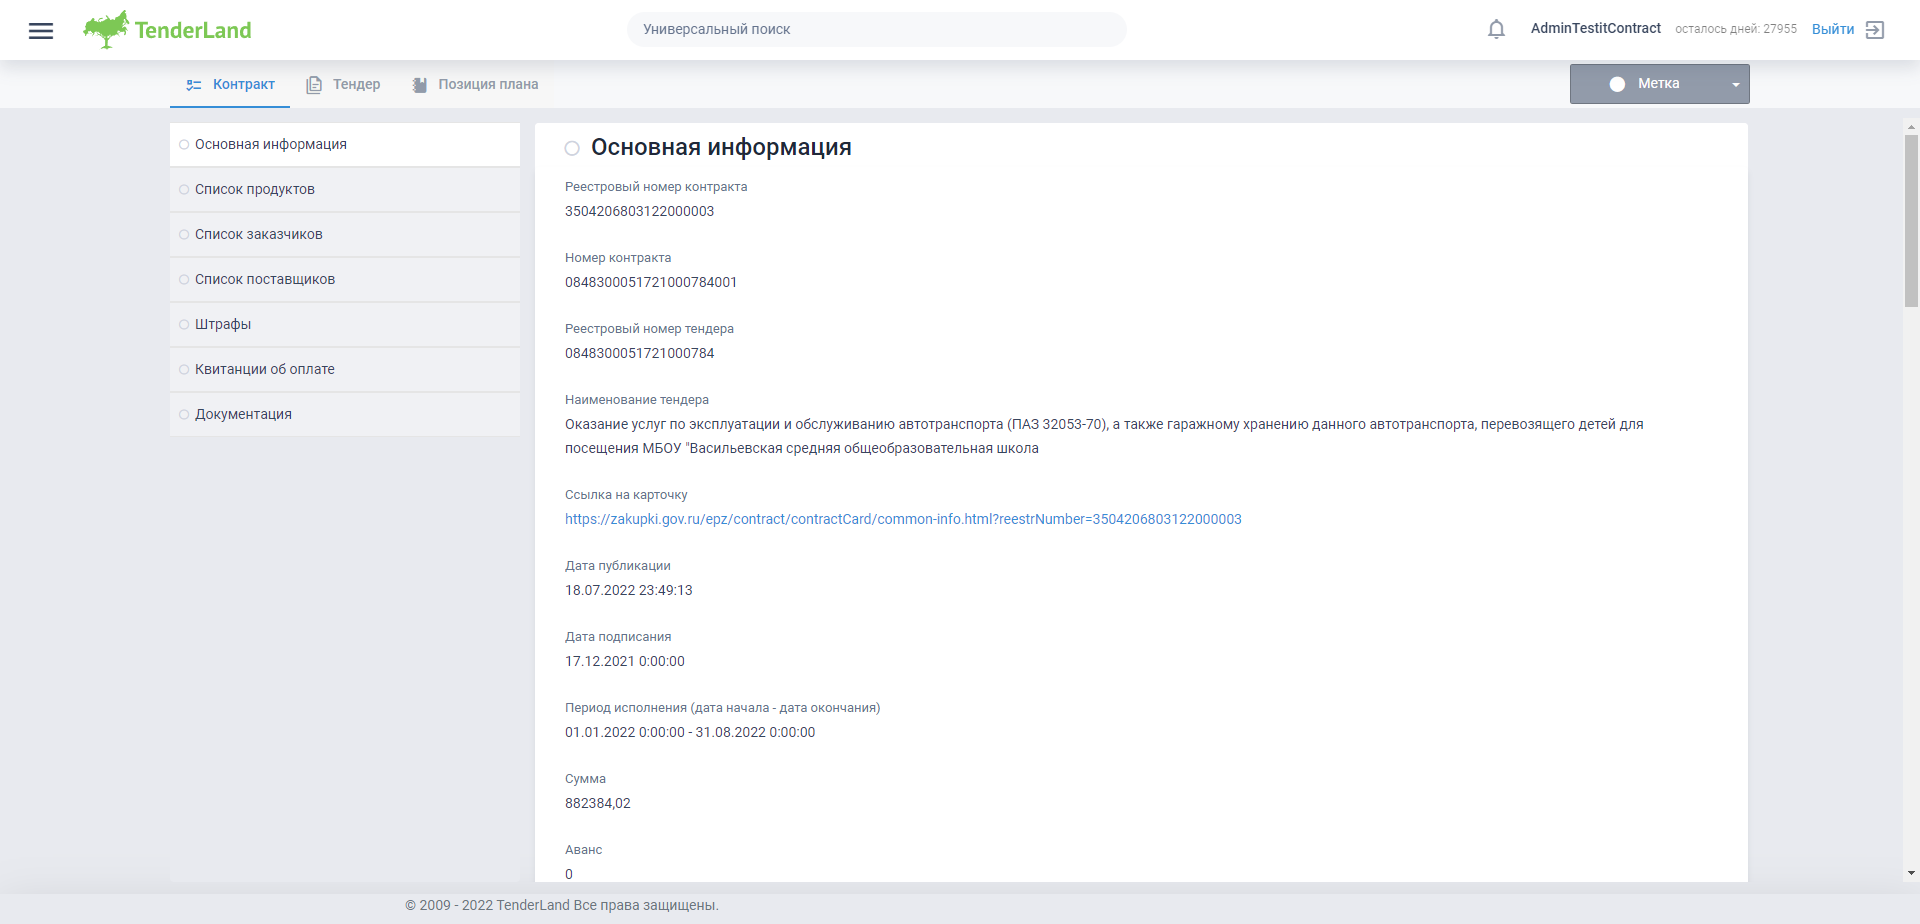 TenderLand
Универсальный поиск
AdminTestitContract
осталось дней: 27955
Выйти
Контракт
Тендер
Позиция плана
Метка
Основная информация
Список продуктов
Список заказчиков
Список поставщиков
Штрафы
Квитанции об оплате
Документация
Основная информация
Реестровый номер контракта
3504206803122000003
Номер контракта
0848300051721000784001
Реестровый номер тендера
0848300051721000784
Наименование тендера
Оказание услуг по эксплуатации и обслуживанию автотранспорта (ПАЗ 32053-70), а также гаражному хранению данного автотранспорта, перевозящего детей для
посещения МБОУ "Васильевская средняя общеобразовательная школа
Ссылка на карточку
https://zakupki.gov.ru/epz/contract/contractCard/common-info.html?reestrNumber=3504206803122000003
Дата публикации
18.07.2022 23:49:13
Дата подписания
17.12.2021 0:00:00
Период исполнения (дата начала - дата окончания)
01.01.2022 0:00:00 - 31.08.2022 0:00:00
Сумма
882384,02
Аванс
0
© 2009 - 2022 TenderLand Все права защищены.